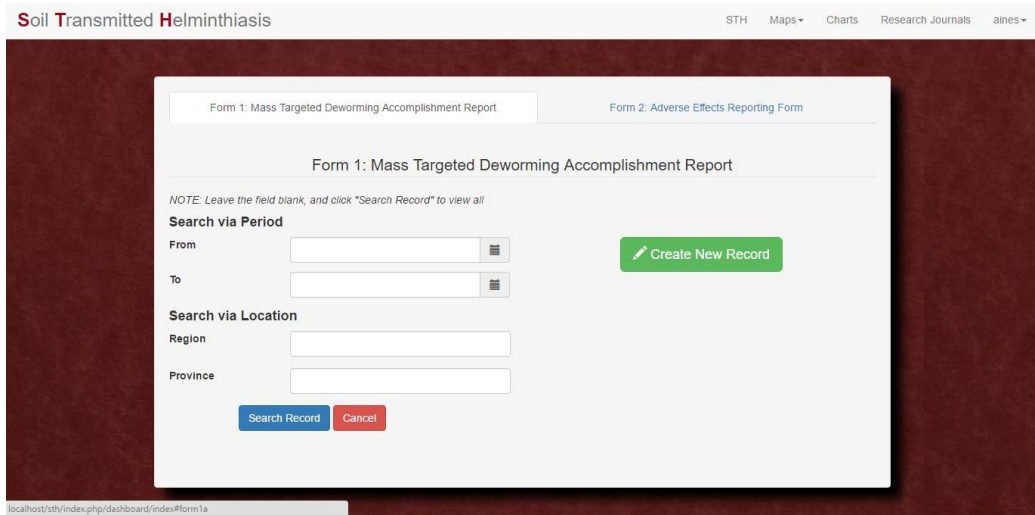 Soil Transmitted Helminthiasis
STH Maps Charts Research Journals aines
Form 1: Mass Targeted Deworming Accomplishment Report
Form 2: Adverse Effects Reporting Form
Form 1: Mass Targeted Deworming Accomplishment Report
NOTE: Leave the field blank, and click "Search Record" to view all
Search via Period
From
Create New Record
To
Search via Location
Region
Province
Search Record Cancel
localhost/sth/index.php/dashboard/index#form1a